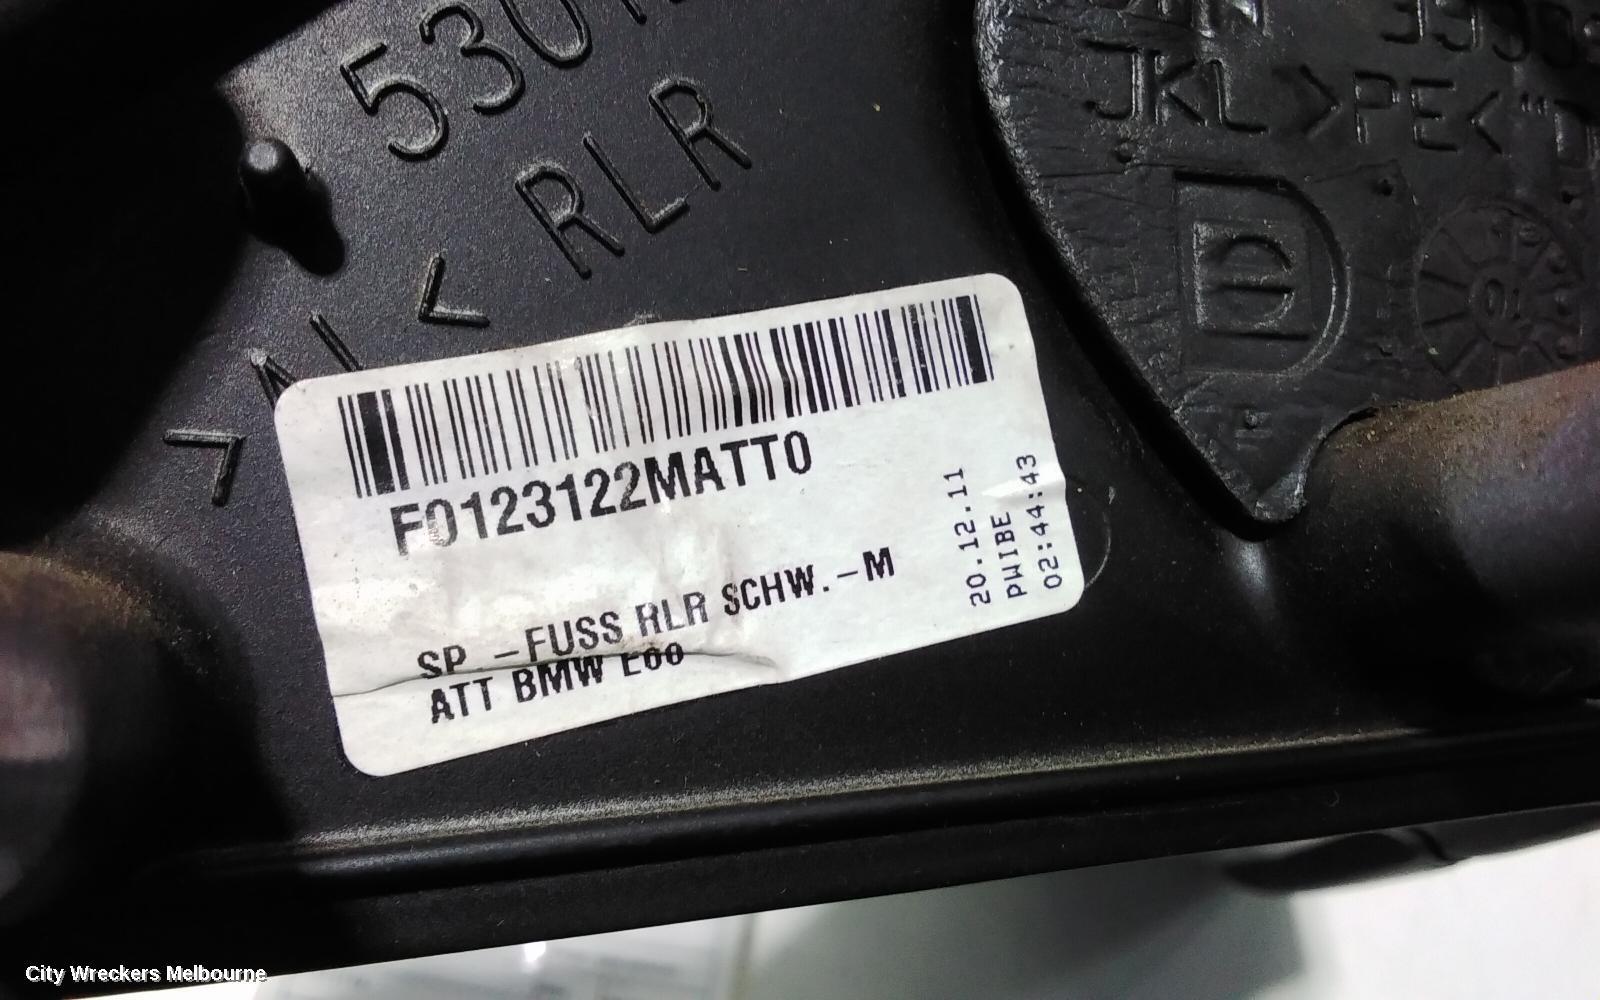 RLR
JKL >PE<
F0123122MATT0
SP.-FUSS RLR SCHW.-M
ATT BMW
20.12.11
PWIBE
02:44:43
City Wreckers Melbourne